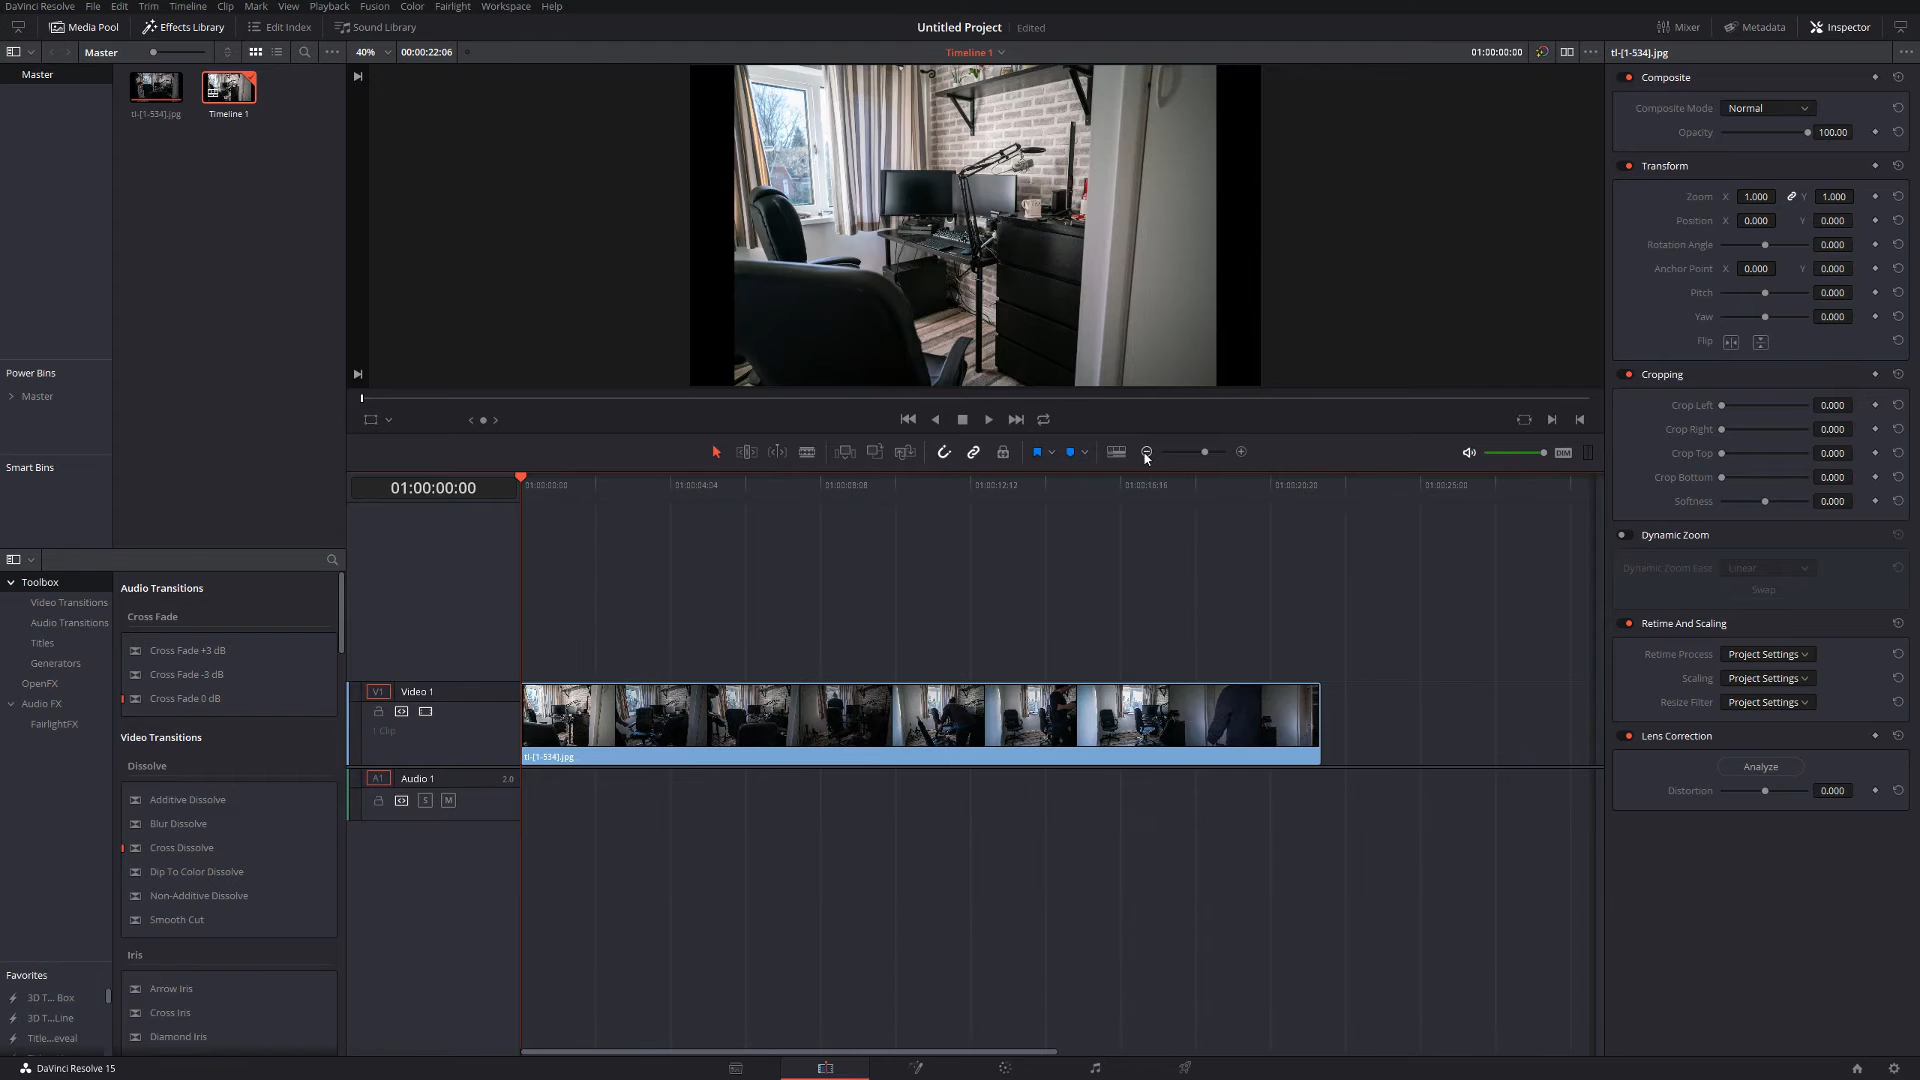 DaVinci Resolve File Edit Trim Timeline Clip Mark View Playback Fusion Color Fairlight Workspace Help
Media Pool Effects Library Edit Index Sound Library Untitled Project Edited Mixer Metadata Inspector
Master 40% 00:00:22:06 Timeline 1 01:00:00:00 tl-[1-534].jpg
Master
tl-[1-534].jpg Timeline 1
Power Bins
Master
Smart Bins
Composite
Composite Mode Normal
Opacity 100.00
Transform
Zoom X 1.000 Y 1.000
Position X 0.000 Y 0.000
Rotation Angle 0.000
Anchor Point X 0.000 Y 0.000
Pitch 0.000
Yaw 0.000
Flip
Cropping
Crop Left 0.000
Crop Right 0.000
Crop Top 0.000
Crop Bottom 0.000
Softness 0.000
Dynamic Zoom
Dynamic Zoom Ease Linear
Swap
Retime And Scaling
Retime Process Project Settings
Scaling Project Settings
Resize Filter Project Settings
Lens Correction
Analyze
Distortion 0.000
DIM
01:00:00:00 01:00:00:00 01:00:04:04 01:00:08:08 01:00:12:12 01:00:16:16 01:00:20:20 01:00:25:00
V1 Video 1
1 Clip
tl-[1-534].jpg
A1 Audio 1 2.0
S M
Toolbox
Video Transitions
Audio Transitions
Titles
Generators
OpenFX
Audio FX
FairlightFX
Audio Transitions
Cross Fade
Cross Fade +3 dB
Cross Fade -3 dB
Cross Fade 0 dB
Video Transitions
Dissolve
Additive Dissolve
Blur Dissolve
Cross Dissolve
Dip To Color Dissolve
Non-Additive Dissolve
Smooth Cut
Iris
Arrow Iris
Cross Iris
Diamond Iris
Favorites
3D T... Box
3D T...Line
Title...eveal
DaVinci Resolve 15